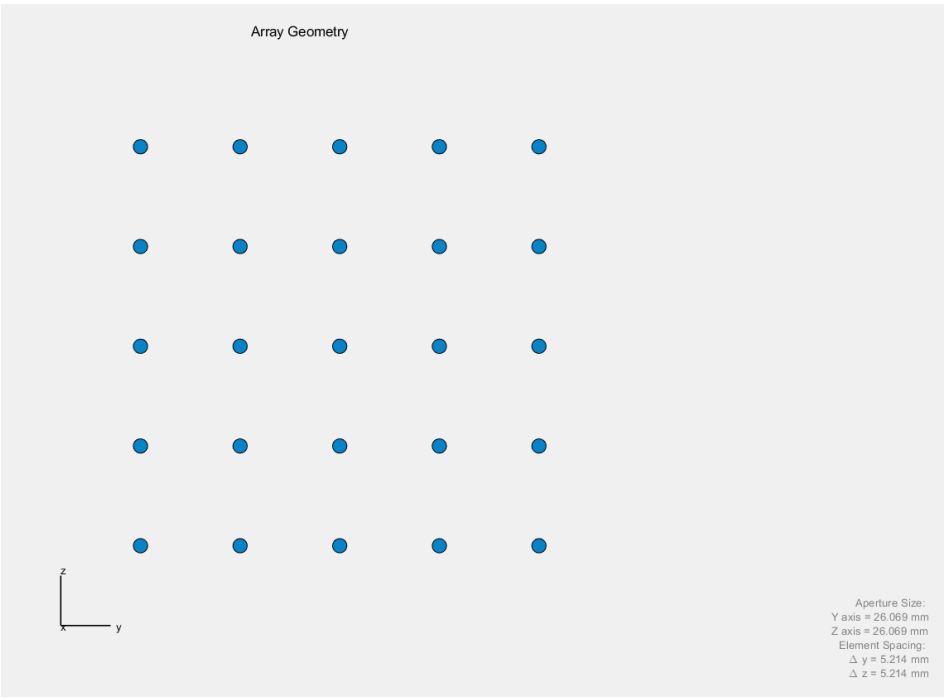 Array Geometry
z
x
y
Aperture Size:
Y axis = 26.069 mm
Z axis = 26.069 mm
Element Spacing:
Δ y = 5.214 mm
Δ z = 5.214 mm